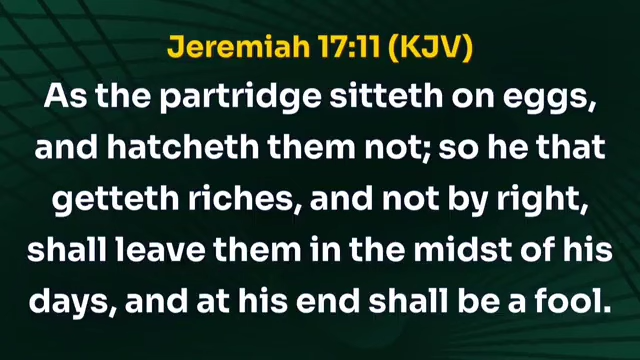 Jeremiah 17:11 (KJV)
As the partridge sitteth on eggs,
and hatcheth them not; so he that
getteth riches, and not by right,
shall leave them in the midst of his
days, and at his end shall be a fool.